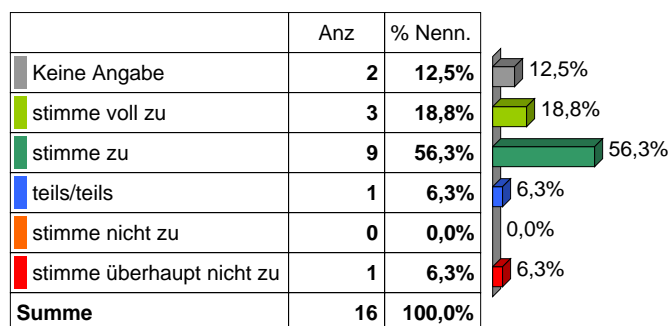 Anz % Nenn.
Keine Angabe 2 12,5% 12,5%
stimme voll zu 3 18,8% 18,8%
stimme zu 9 56,3% 56,3%
teils/teils 1 6,3% 6,3%
stimme nicht zu 0 0,0% 0,0%
stimme überhaupt nicht zu 1 6,3% 6,3%
Summe 16 100,0%